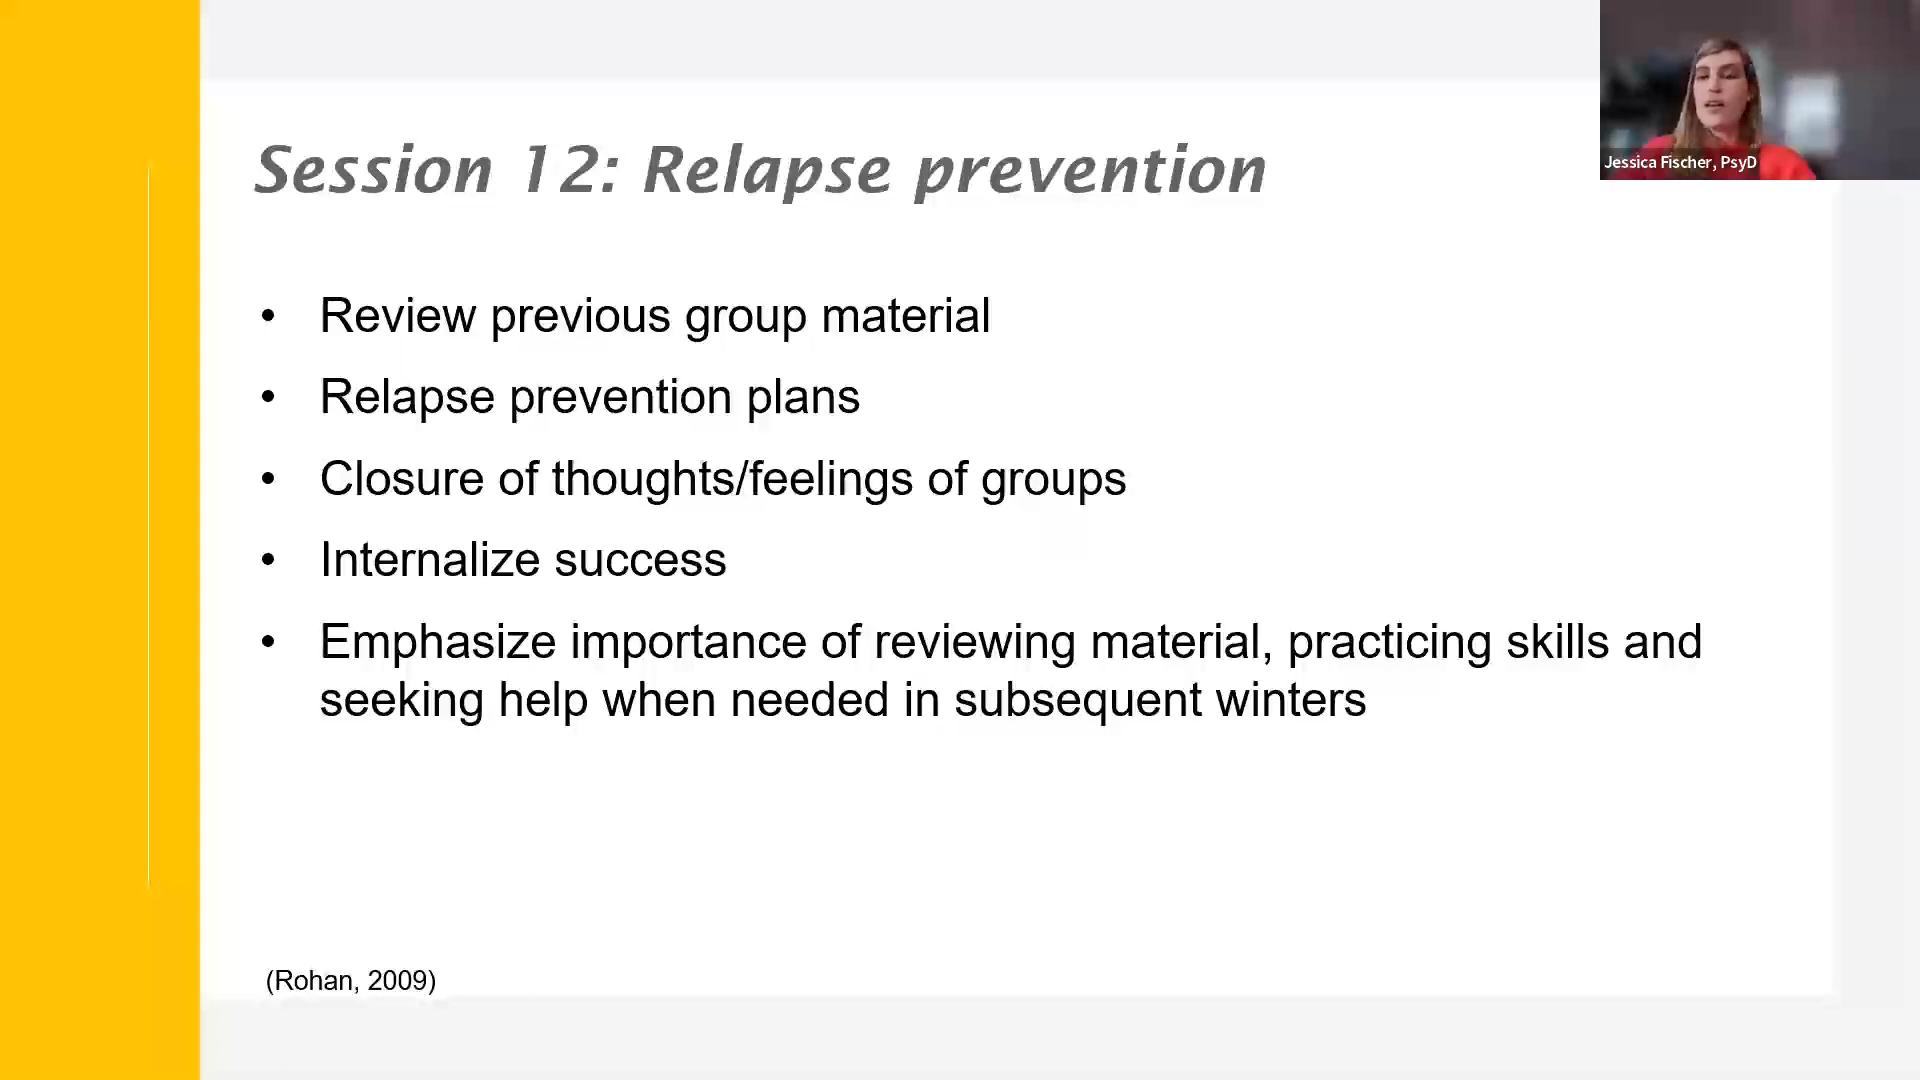 Jessica Fischer, PsyD
Session 12: Relapse prevention
• Review previous group material
• Relapse prevention plans
• Closure of thoughts/feelings of groups
• Internalize success
• Emphasize importance of reviewing material, practicing skills and
seeking help when needed in subsequent winters
(Rohan, 2009)